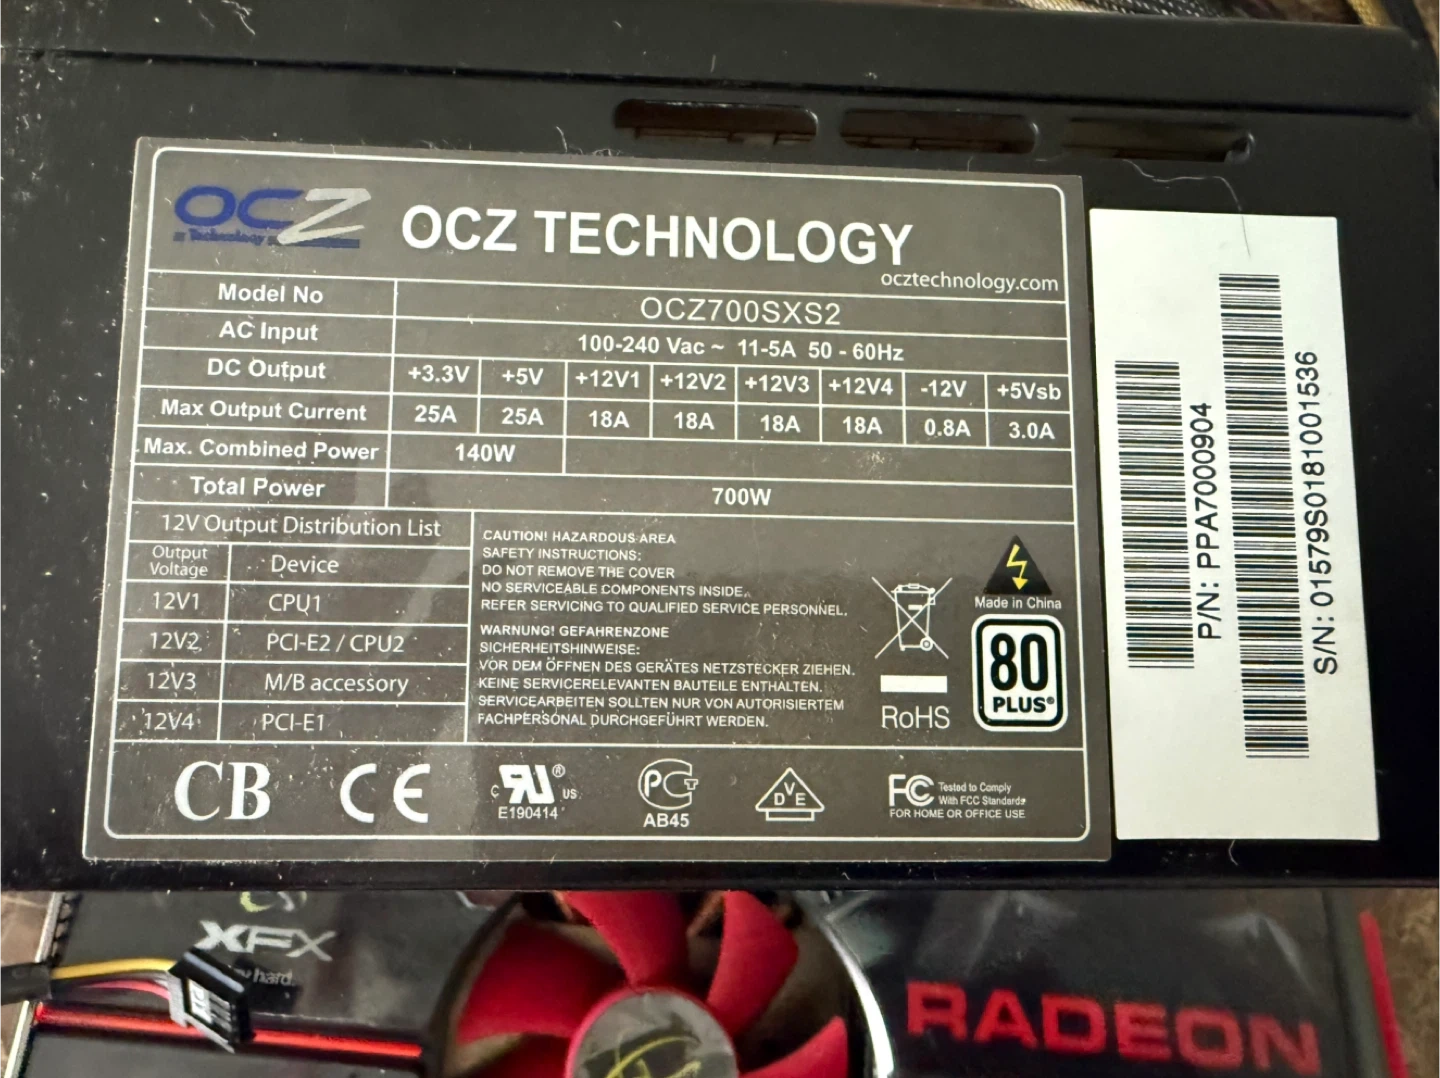 OCZ
Technology
OCZ TECHNOLOGY
ocztechnology.com
Model No OCZ700SXS2
AC Input 100-240 Vac ~ 11-5A 50 - 60Hz
DC Output +3.3V +5V +12V1 +12V2 +12V3 +12V4 -12V +5Vsb
Max Output Current 25A 25A 18A 18A 18A 18A 0.8A 3.0A
Max. Combined Power 140W
Total Power 700W
12V Output Distribution List
Output Voltage Device
12V1 CPU1
12V2 PCI-E2 / CPU2
12V3 M/B accessory
12V4 PCI-E1
CAUTION! HAZARDOUS AREA
SAFETY INSTRUCTIONS:
DO NOT REMOVE THE COVER
NO SERVICEABLE COMPONENTS INSIDE.
REFER SERVICING TO QUALIFIED SERVICE PERSONNEL.
WARNUNG! GEFAHRENZONE
SICHERHEITSHINWEISE:
VOR DEM ÖFFNEN DES GERÄTES NETZSTECKER ZIEHEN.
KEINE SERVICERELEVANTEN BAUTEILE ENTHALTEN.
SERVICEARBEITEN SOLLTEN NUR VON AUTORISIERTEM
FACHPERSONAL DURCHGEFÜHRT WERDEN.
Made in China
RoHS
80
PLUS®
CB
CE
c RU ® US
E190414
PCT
AB45
DVE
FC Tested to Comply
With FCC Standards
FOR HOME OR OFFICE USE
P/N: PPA7000904
S/N: 01579S0181001536
XFX
hard.
RADEON